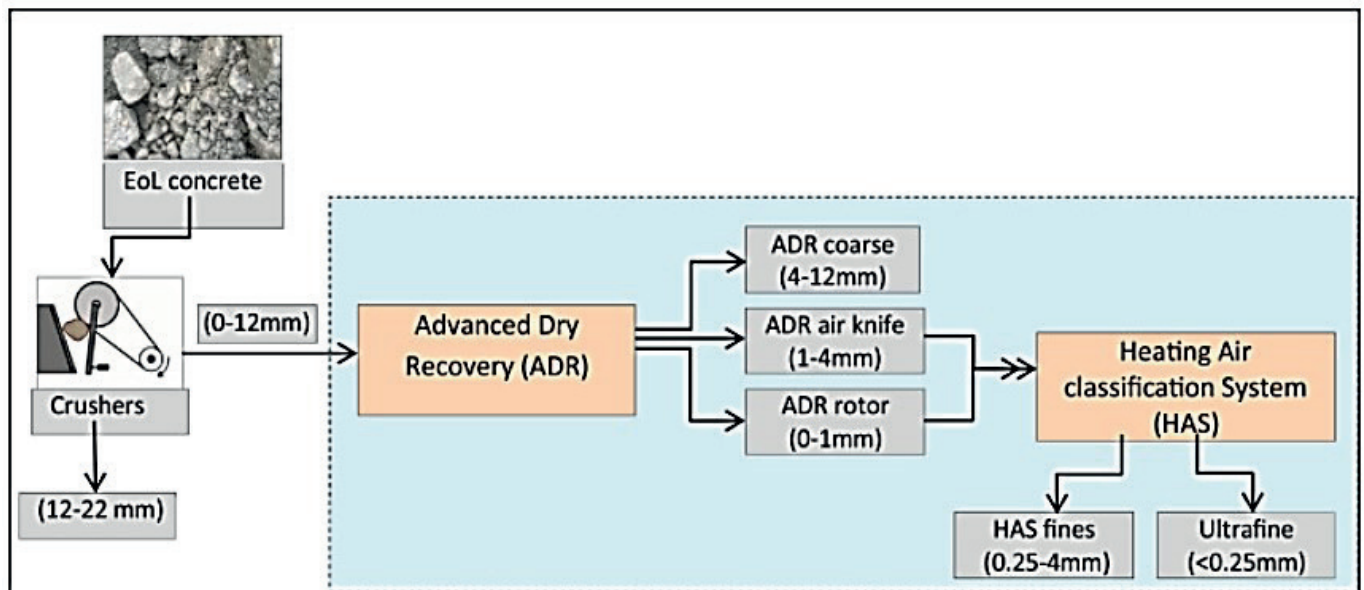 EoL concrete
Crushers
(12-22 mm)
(0-12mm)
Advanced Dry
Recovery (ADR)
ADR coarse
(4-12mm)
ADR air knife
(1-4mm)
ADR rotor
(0-1mm)
Heating Air
classification System
(HAS)
HAS fines
(0.25-4mm)
Ultrafine
(<0.25mm)